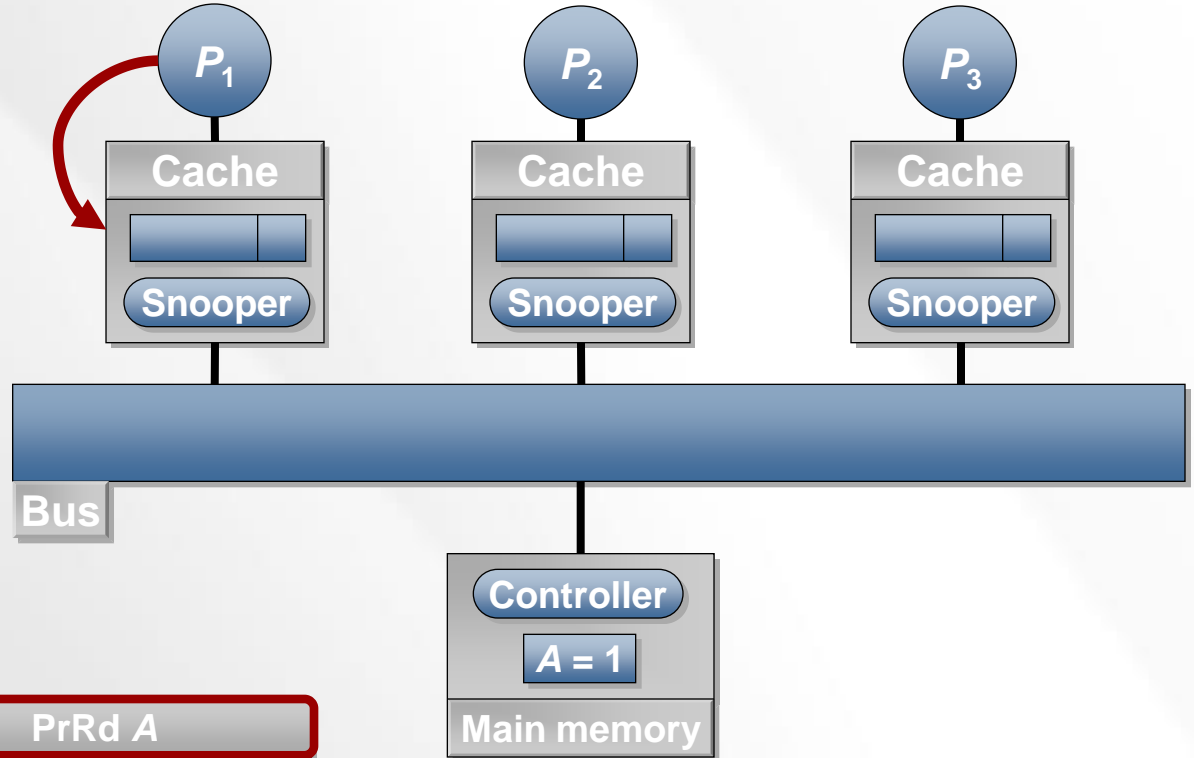 P1
P2
P3
Cache
Cache
Cache
Snooper
Snooper
Snooper
Bus
Controller
A = 1
Main memory
PrRd A